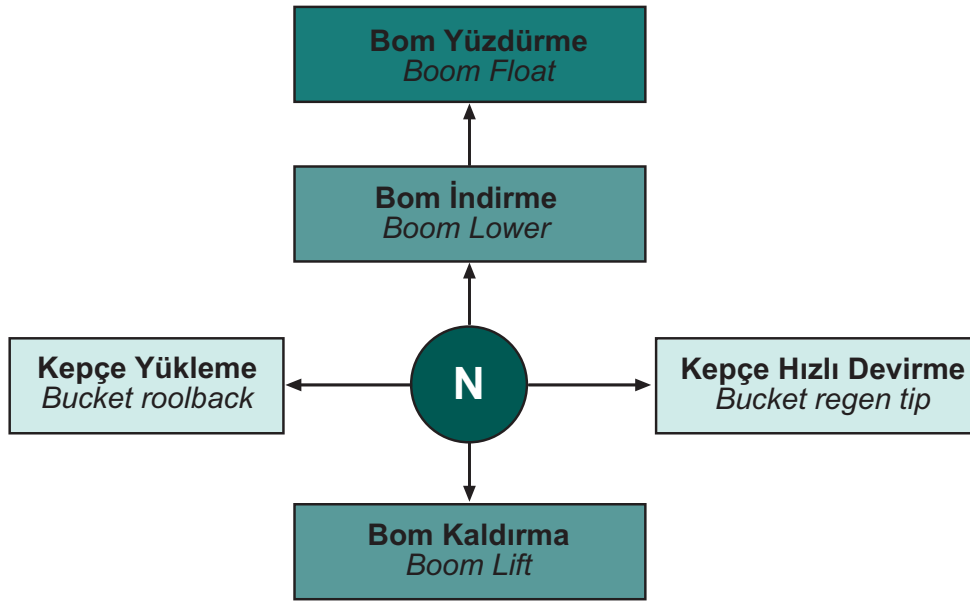 Bom Yüzdürme
Boom Float
Bom İndirme
Boom Lower
Kepçe Yükleme
Bucket roolback
N
Kepçe Hızlı Devirme
Bucket regen tip
Bom Kaldırma
Boom Lift